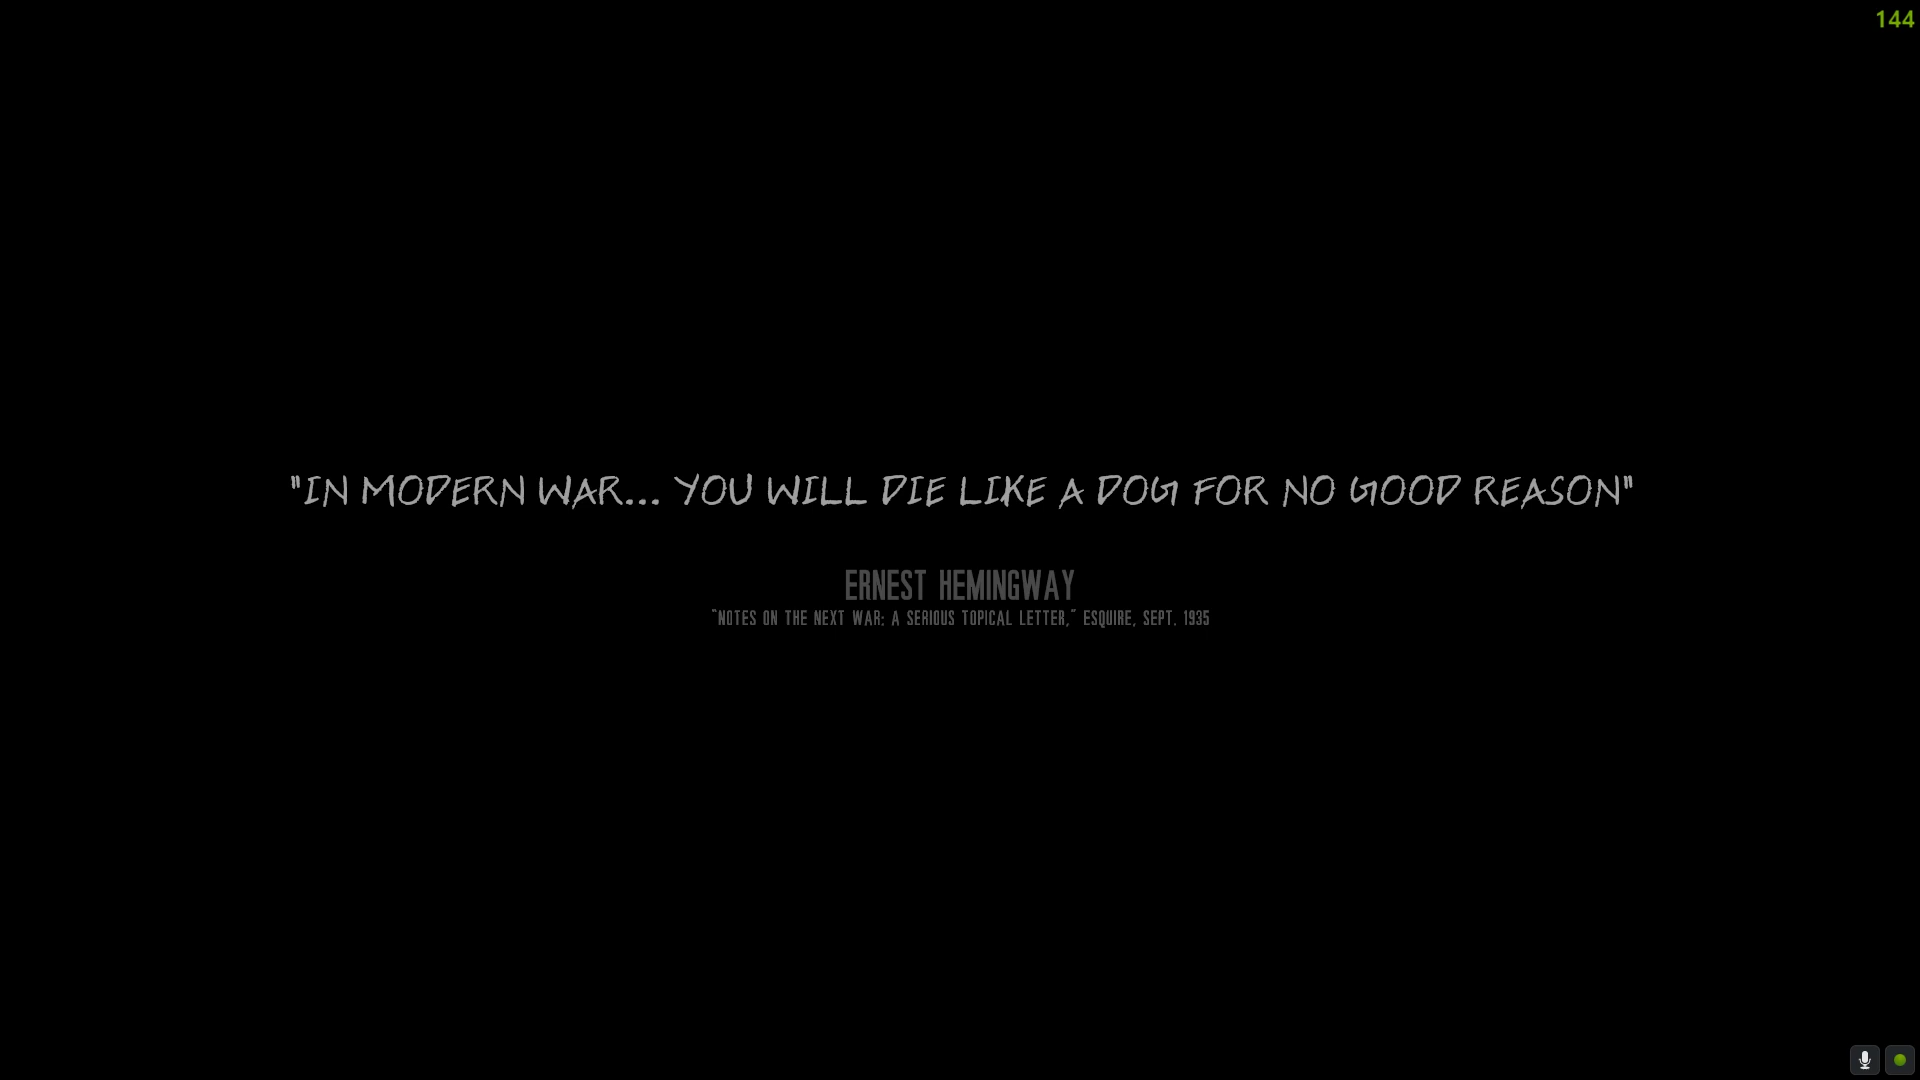 144
"IN MODERN WAR... YOU WILL DIE LIKE A DOG FOR NO GOOD REASON"
ERNEST HEMINGWAY
"NOTES ON THE NEXT WAR: A SERIOUS TOPICAL LETTER," ESQUIRE, SEPT. 1935